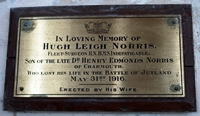 In Loving Memory of
Hugh Leigh Norris.
Fleet Surgeon R.N. H.M.S. Indefatigable.
Son of the late Dr Henry Edmonds Norris
of Charmouth.
Who lost his life in the Battle of Jutland
May 31st 1916.
Erected by His Wife